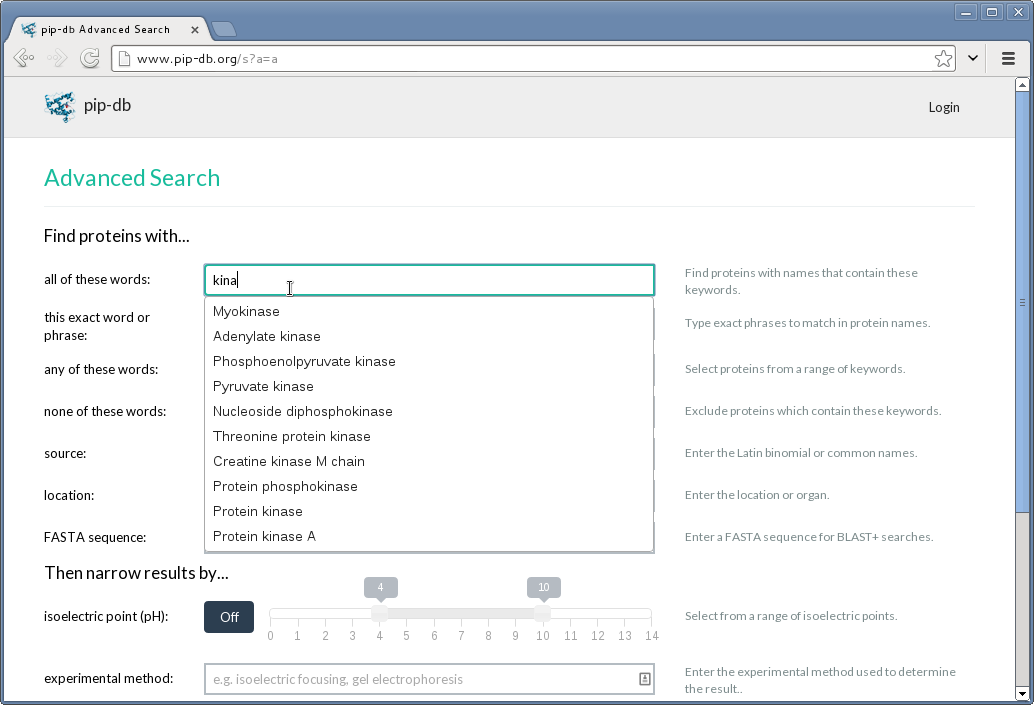 pip-db Advanced Search
www.pip-db.org/s?a=a
pip-db
Login
Advanced Search
Find proteins with...
all of these words:
kina
Find proteins with names that contain these
keywords.
this exact word or
phrase:
Type exact phrases to match in protein names.
any of these words:
Select proteins from a range of keywords.
none of these words:
Exclude proteins which contain these keywords.
source:
Enter the Latin binomial or common names.
location:
Enter the location or organ.
FASTA sequence:
Enter a FASTA sequence for BLAST+ searches.
Myokinase
Adenylate kinase
Phosphoenolpyruvate kinase
Pyruvate kinase
Nucleoside diphosphokinase
Threonine protein kinase
Creatine kinase M chain
Protein phosphokinase
Protein kinase
Protein kinase A
Then narrow results by...
4 10
isoelectric point (pH):
Off
0 1 2 3 4 5 6 7 8 9 10 11 12 13 14
Select from a range of isoelectric points.
experimental method:
e.g. isoelectric focusing, gel electrophoresis
Enter the experimental method used to determine
the result..